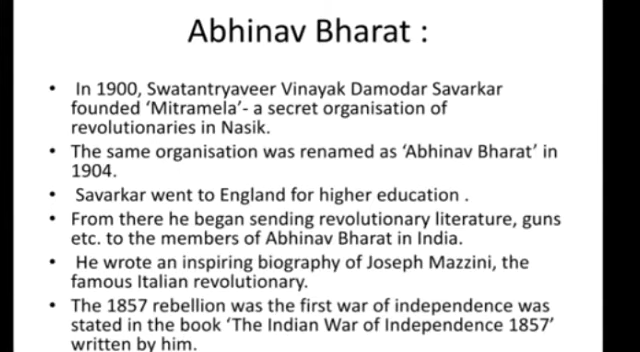 Abhinav Bharat :
• In 1900, Swatantryaveer Vinayak Damodar Savarkar
founded ‘Mitramela’- a secret organisation of
revolutionaries in Nasik.
• The same organisation was renamed as ‘Abhinav Bharat’ in
1904.
• Savarkar went to England for higher education .
• From there he began sending revolutionary literature, guns
etc. to the members of Abhinav Bharat in India.
• He wrote an inspiring biography of Joseph Mazzini, the
famous Italian revolutionary.
• The 1857 rebellion was the first war of independence was
stated in the book ‘The Indian War of Independence 1857’
written by him.